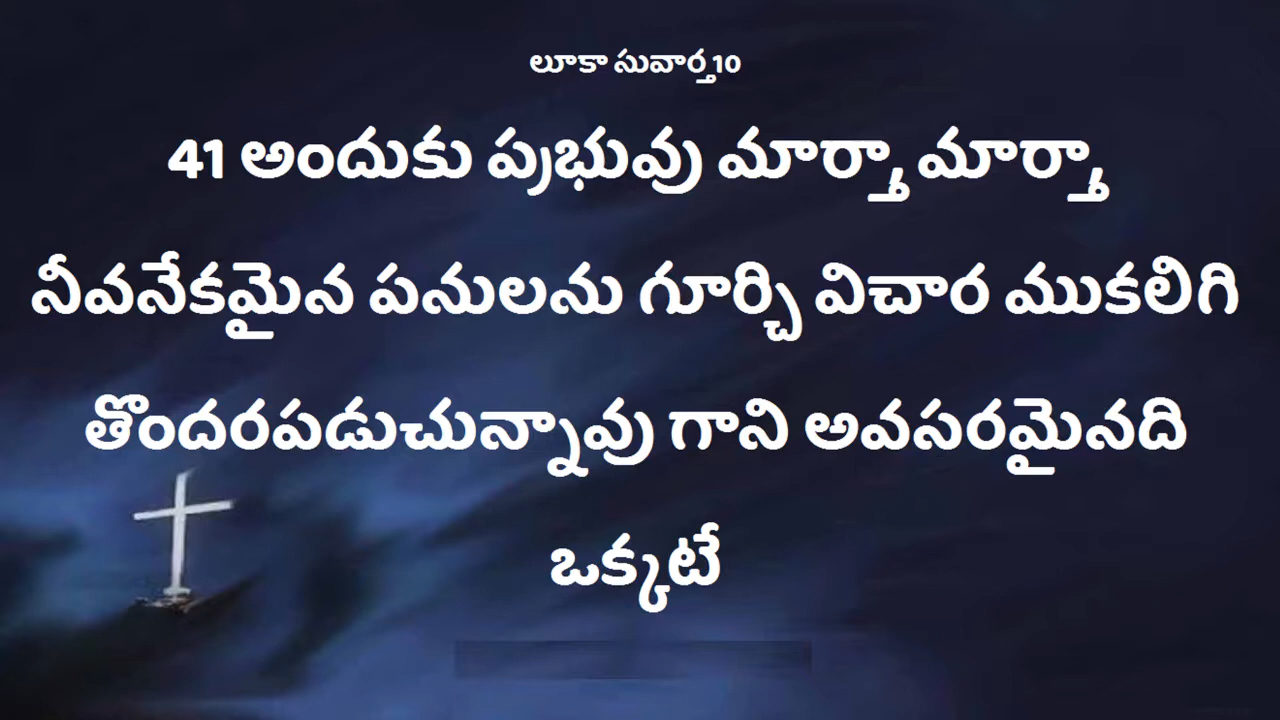 లూకా సువార్త10
41 అందుకు ప్రభువు మార్తా, మార్తా,
నీవనేకమైన పనులను గూర్చి విచార ముకలిగి
తొందరపడుచున్నావు గాని అవసరమైనది
ఒక్కటే